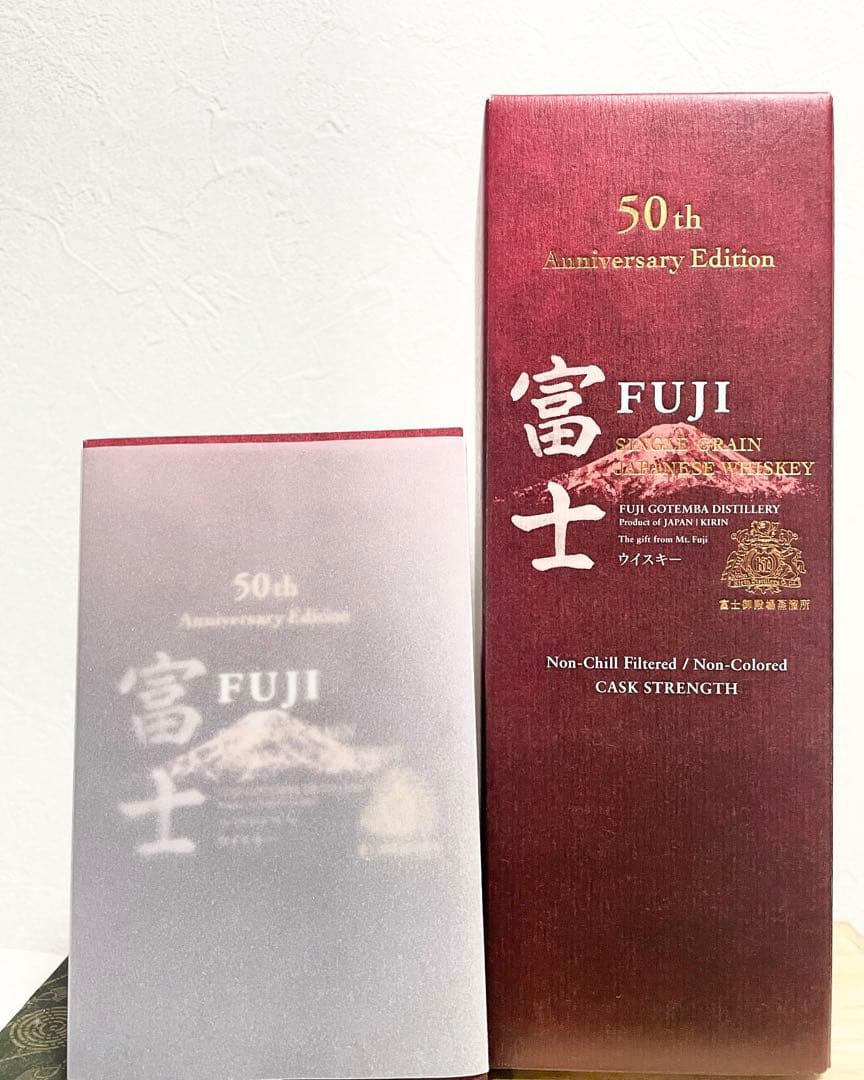 50th
Anniversary Edition
富士
FUJI
SINGLE GRAIN
JAPANESE WHISKEY
FUJI GOTEMBA DISTILLERY
Product of JAPAN | KIRIN
The gift from Mt. Fuji
ウイスキー
富士御殿場蒸溜所
Non-Chill Filtered / Non-Colored
CASK STRENGTH
50th
Anniversary Edition
富士
FUJI
ウイスキー